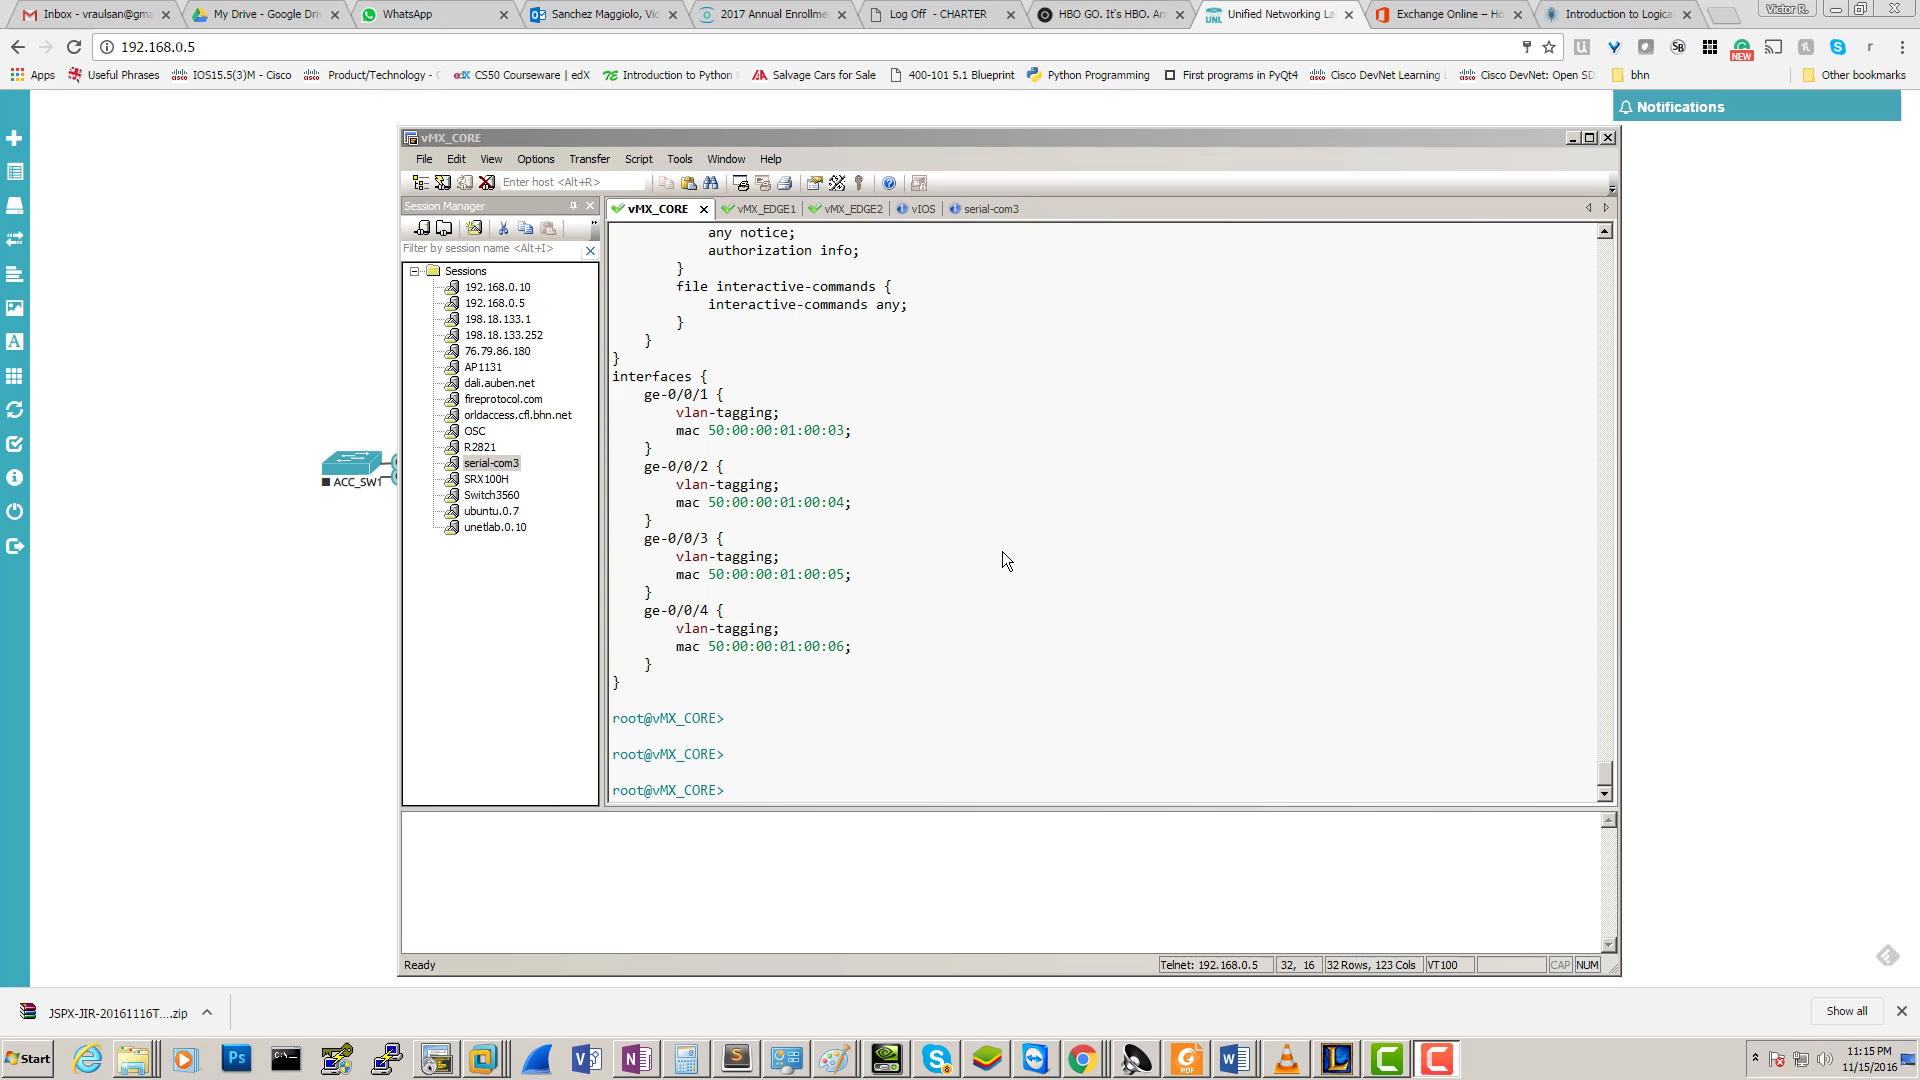 Inbox - vraulsan@gma
My Drive - Google Driv
WhatsApp
Sanchez Maggiolo, Vic
2017 Annual Enrollme
Log Off - CHARTER
HBO GO. It's HBO. An
Unified Networking La
Exchange Online – Ho
Introduction to Logica
Victor R.
192.168.0.5
NEW
Apps
Useful Phrases
IOS15.5(3)M - Cisco
Product/Technology - C
CS50 Courseware | edX
Introduction to Python
Salvage Cars for Sale
400-101 5.1 Blueprint
Python Programming
First programs in PyQt4
Cisco DevNet Learning
Cisco DevNet: Open SD
bhn
Other bookmarks
Notifications
vMX_CORE
File Edit View Options Transfer Script Tools Window Help
Enter host <Alt+R>
Session Manager
Filter by session name <Alt+I>
Sessions
192.168.0.10
192.168.0.5
198.18.133.1
198.18.133.252
76.79.86.180
AP1131
dali.auben.net
fireprotocol.com
orldaccess.cfl.bhn.net
OSC
R2821
serial-com3
SRX100H
Switch3560
ubuntu.0.7
unetlab.0.10
ACC_SW1
vMX_CORE
vMX_EDGE1
vMX_EDGE2
vIOS
serial-com3
any notice;
authorization info;
}
file interactive-commands {
interactive-commands any;
}
}
}
interfaces {
ge-0/0/1 {
vlan-tagging;
mac 50:00:00:01:00:03;
}
ge-0/0/2 {
vlan-tagging;
mac 50:00:00:01:00:04;
}
ge-0/0/3 {
vlan-tagging;
mac 50:00:00:01:00:05;
}
ge-0/0/4 {
vlan-tagging;
mac 50:00:00:01:00:06;
}
}
root@vMX_CORE>
root@vMX_CORE>
root@vMX_CORE>
Ready
Telnet: 192.168.0.5
32, 16
32 Rows, 123 Cols
VT100
CAP
NUM
JSPX-JIR-20161116T....zip
Show all
Start
11:15 PM
11/15/2016